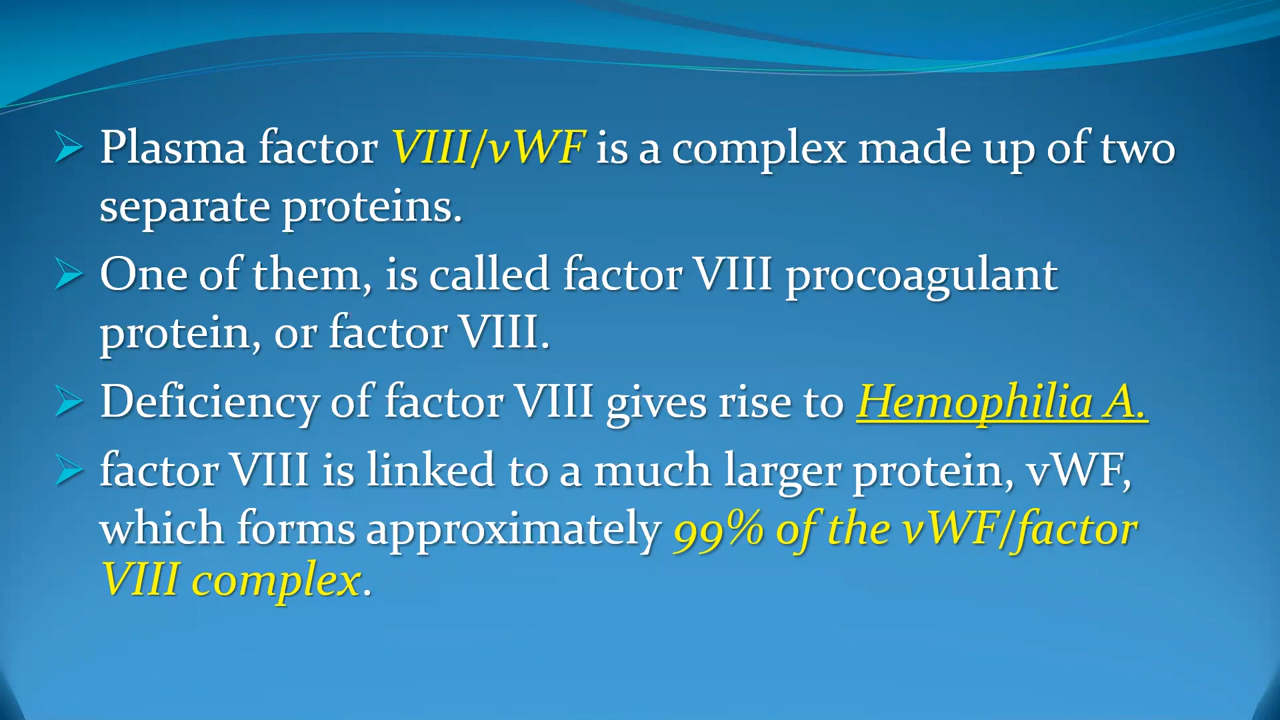 Plasma factor VIII/vWF is a complex made up of two
separate proteins.
One of them, is called factor VIII procoagulant
protein, or factor VIII.
Deficiency of factor VIII gives rise to Hemophilia A.
factor VIII is linked to a much larger protein, vWF,
which forms approximately 99% of the vWF/factor
VIII complex.